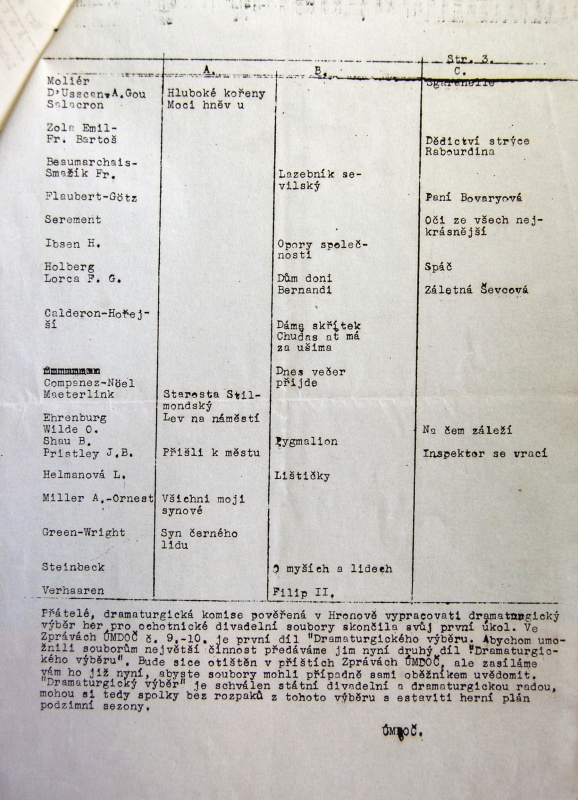 Str. 3.
A. B. C.
Moliér Sganarelle
D'Usseau,A.Gou Hluboké kořeny
Salacron Moci hněv u
Zola Emil-
Fr. Bartoš Dědictví strýce
Rabourdina
Beaumarchais-
Smažík Fr. Lazebník se-
vilský
Flaubert-Götz Paní Bovaryová
Serement Oči ze všech nej-
krásnější
Ibsen H. Opory společ-
nosti
Holberg Spáč
Lorca F. G. Dům doni
Bernandi Záletná Ševcová
Calderon-Hořej-
ší Dáma skřítek
Chudas ať má
za ušima
Dnes večer
Companez-Nöel přijde
Maeterlink Starosta Stil-
mondský
Ehrenburg Lev na náměstí
Wilde O. Na čem záleží
Shau B. Pygmalion
Pristley J.B. Přišli k městu Inspektor se vrací
Helmanová L. Lištičky
Miller A.-Ornest Všichni moji
synové
Green-Wright Syn černého
lidu
Steinbeck O myších a lidech
Verhaaren Filip II.
Přátelé, dramaturgická komise pověřená v Hronově vypracovati dramaturgický
výběr her pro ochotnické divadelní soubory skončila svůj první úkol. Ve
Zprávách ÚMDOČ č. 9.-10. je první díl "Dramaturgického výběru. Abychom umo-
žnili souborům největší činnost předáváme jim nyní druhý díl "Dramaturgic-
kého výběru". Bude sice otištěn v příštích Zprávách ÚMDOČ, ale zasíláme
vám ho již nyní, abyste soubory mohli případně sami oběžníkem uvědomit.
"Dramaturgický výběr" je schválen státní divadelní a dramaturgickou radou,
mohou si tedy spolky bez rozpaků z tohoto výběru s estaviti herní plán
podzimní sezony.
ÚMDOČ.